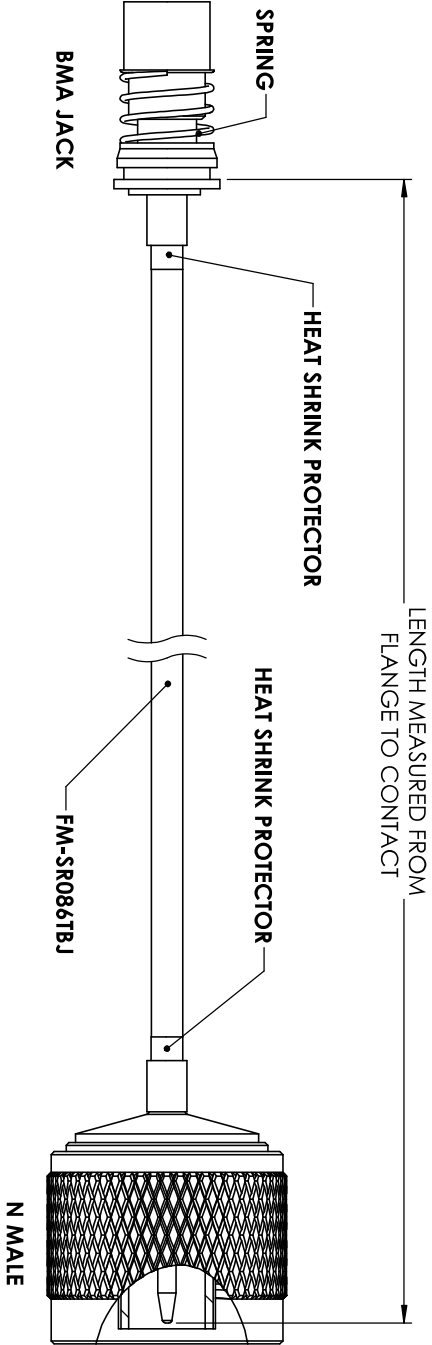 LENGTH MEASURED FROM
FLANGE TO CONTACT
HEAT SHRINK PROTECTOR
SPRING
HEAT SHRINK PROTECTOR
BMA JACK
FM-SR086TBJ
N MALE